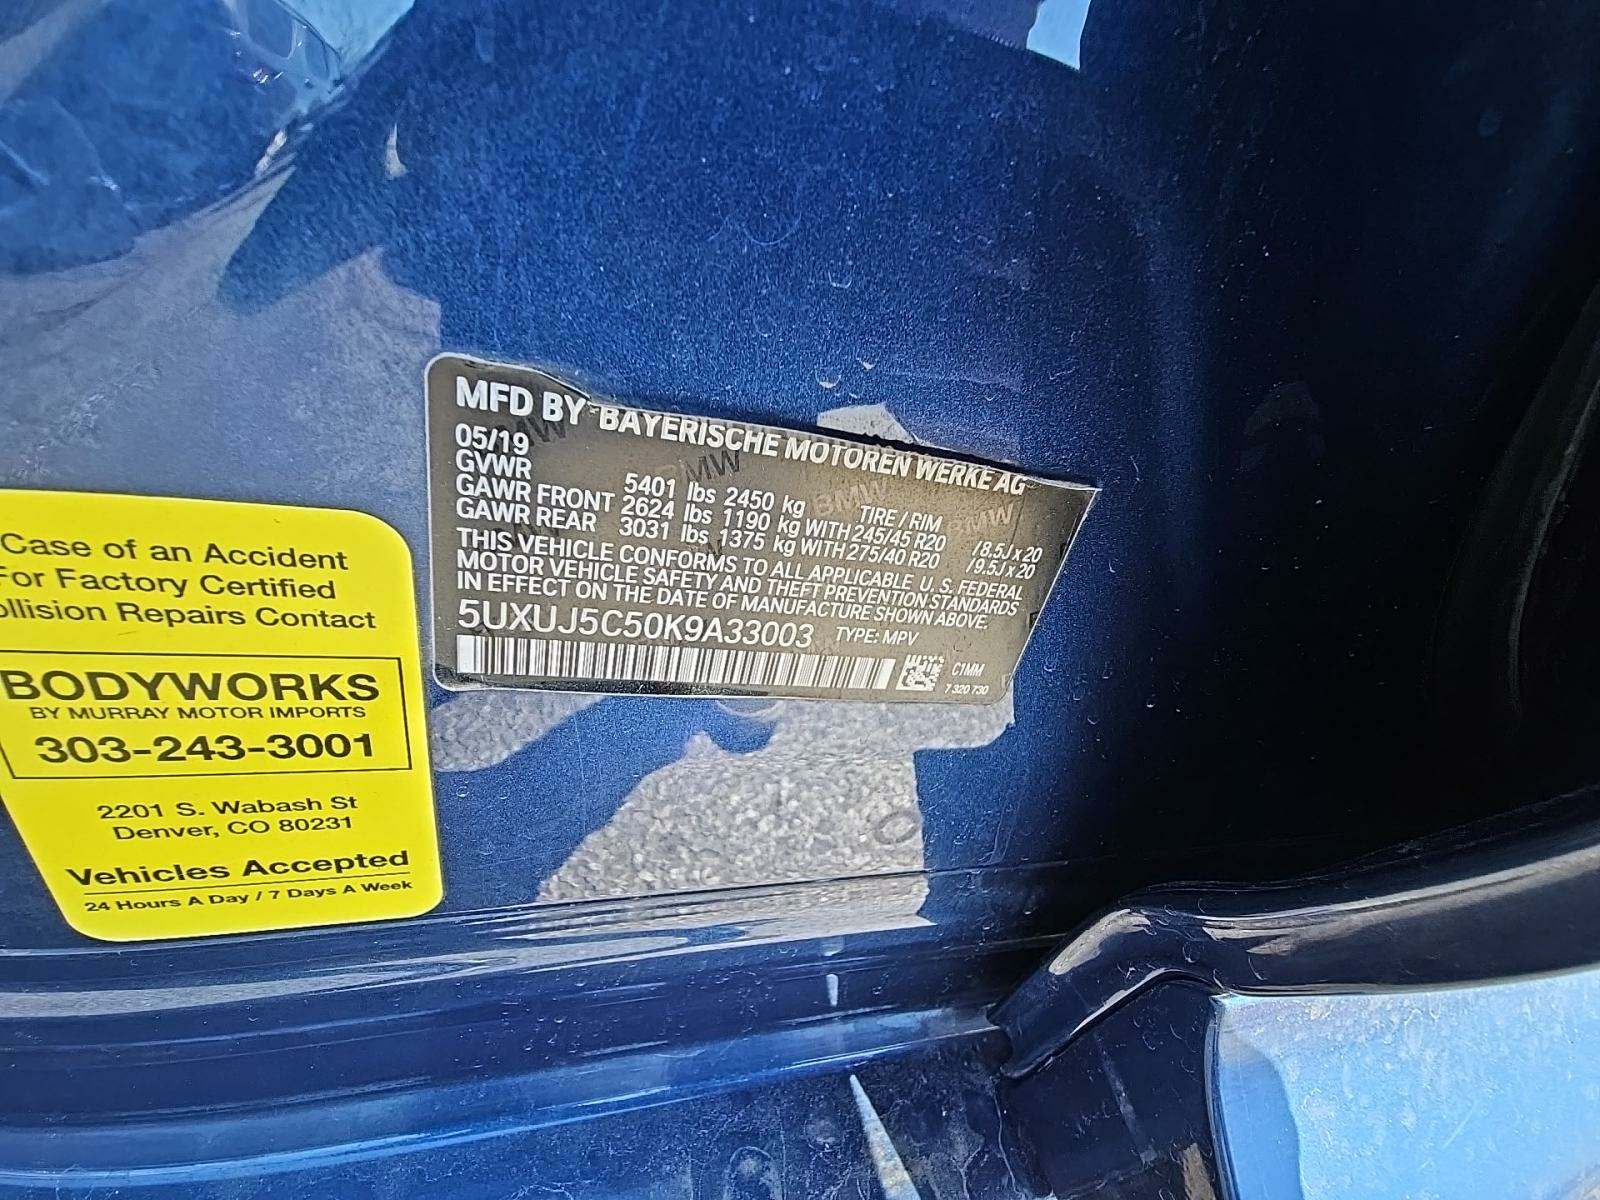 MFD BY BAYERISCHE MOTOREN WERKE AG
05/19
GVWR 5401 lbs 2450 kg TIRE / RIM
GAWR FRONT 2624 lbs 1190 kg WITH 245/45 R20 /8.5J x 20
GAWR REAR 3031 lbs 1375 kg WITH 275/40 R20 /9.5J x 20
THIS VEHICLE CONFORMS TO ALL APPLICABLE U. S. FEDERAL
MOTOR VEHICLE SAFETY AND THEFT PREVENTION STANDARDS
IN EFFECT ON THE DATE OF MANUFACTURE SHOWN ABOVE.
5UXUJ5C50K9A33003 TYPE: MPV
C1MM
7 320 730
BMW
BMW
BMW
BMW
Case of an Accident
For Factory Certified
ollision Repairs Contact
BODYWORKS
BY MURRAY MOTOR IMPORTS
303-243-3001
2201 S. Wabash St
Denver, CO 80231
Vehicles Accepted
24 Hours A Day / 7 Days A Week